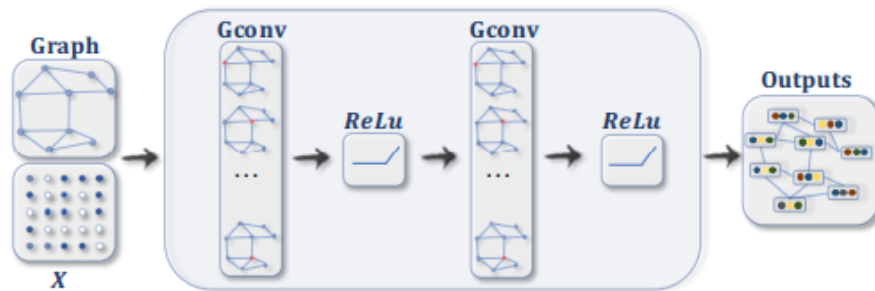 Graph
X
Gconv
...
ReLu
Gconv
...
ReLu
Outputs